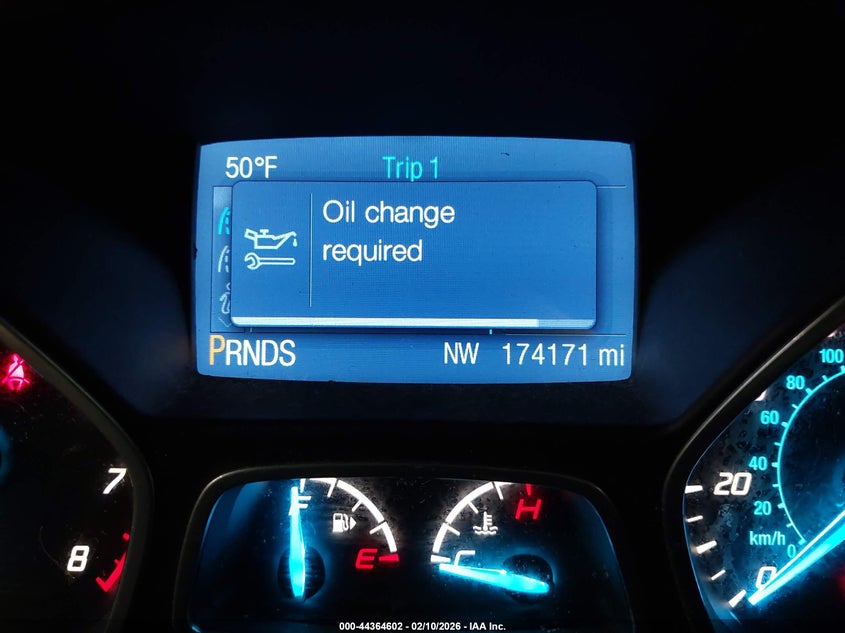 50°F Trip 1
Oil change
required
PRNDS NW 174171 mi
7
8
F
E
C
H
100
80
60
40
20
20
km/h
0
0
000-44364602 - 02/10/2026 - IAA Inc.